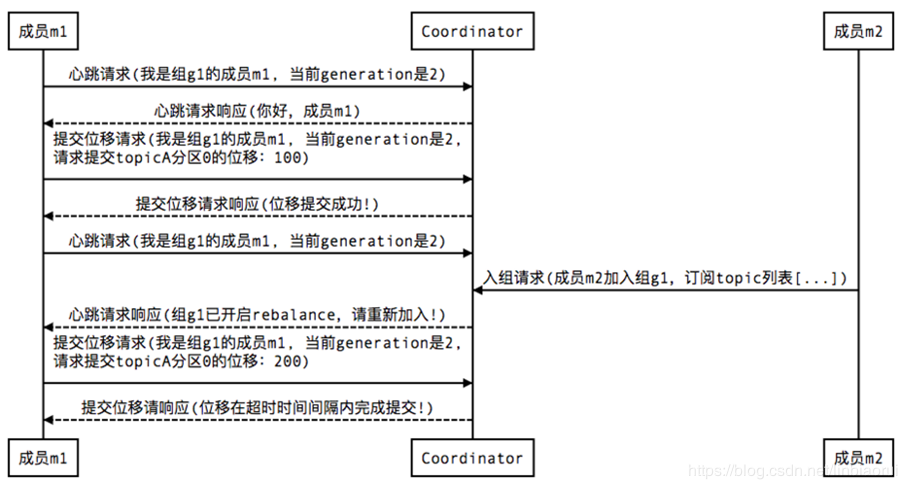 成员m1
Coordinator
成员m2
心跳请求(我是组g1的成员m1, 当前generation是2)
心跳请求响应(你好, 成员m1)
提交位移请求(我是组g1的成员m1, 当前generation是2,
请求提交topicA分区0的位移: 100)
提交位移请求响应(位移提交成功!)
心跳请求(我是组g1的成员m1, 当前generation是2)
入组请求(成员m2加入组g1, 订阅topic列表[...])
心跳请求响应(组g1已开启rebalance, 请重新加入!)
提交位移请求(我是组g1的成员m1, 当前generation是2,
请求提交topicA分区0的位移: 200)
提交位移请响应(位移在超时时间间隔内完成提交!)
成员m1
Coordinator
成员m2